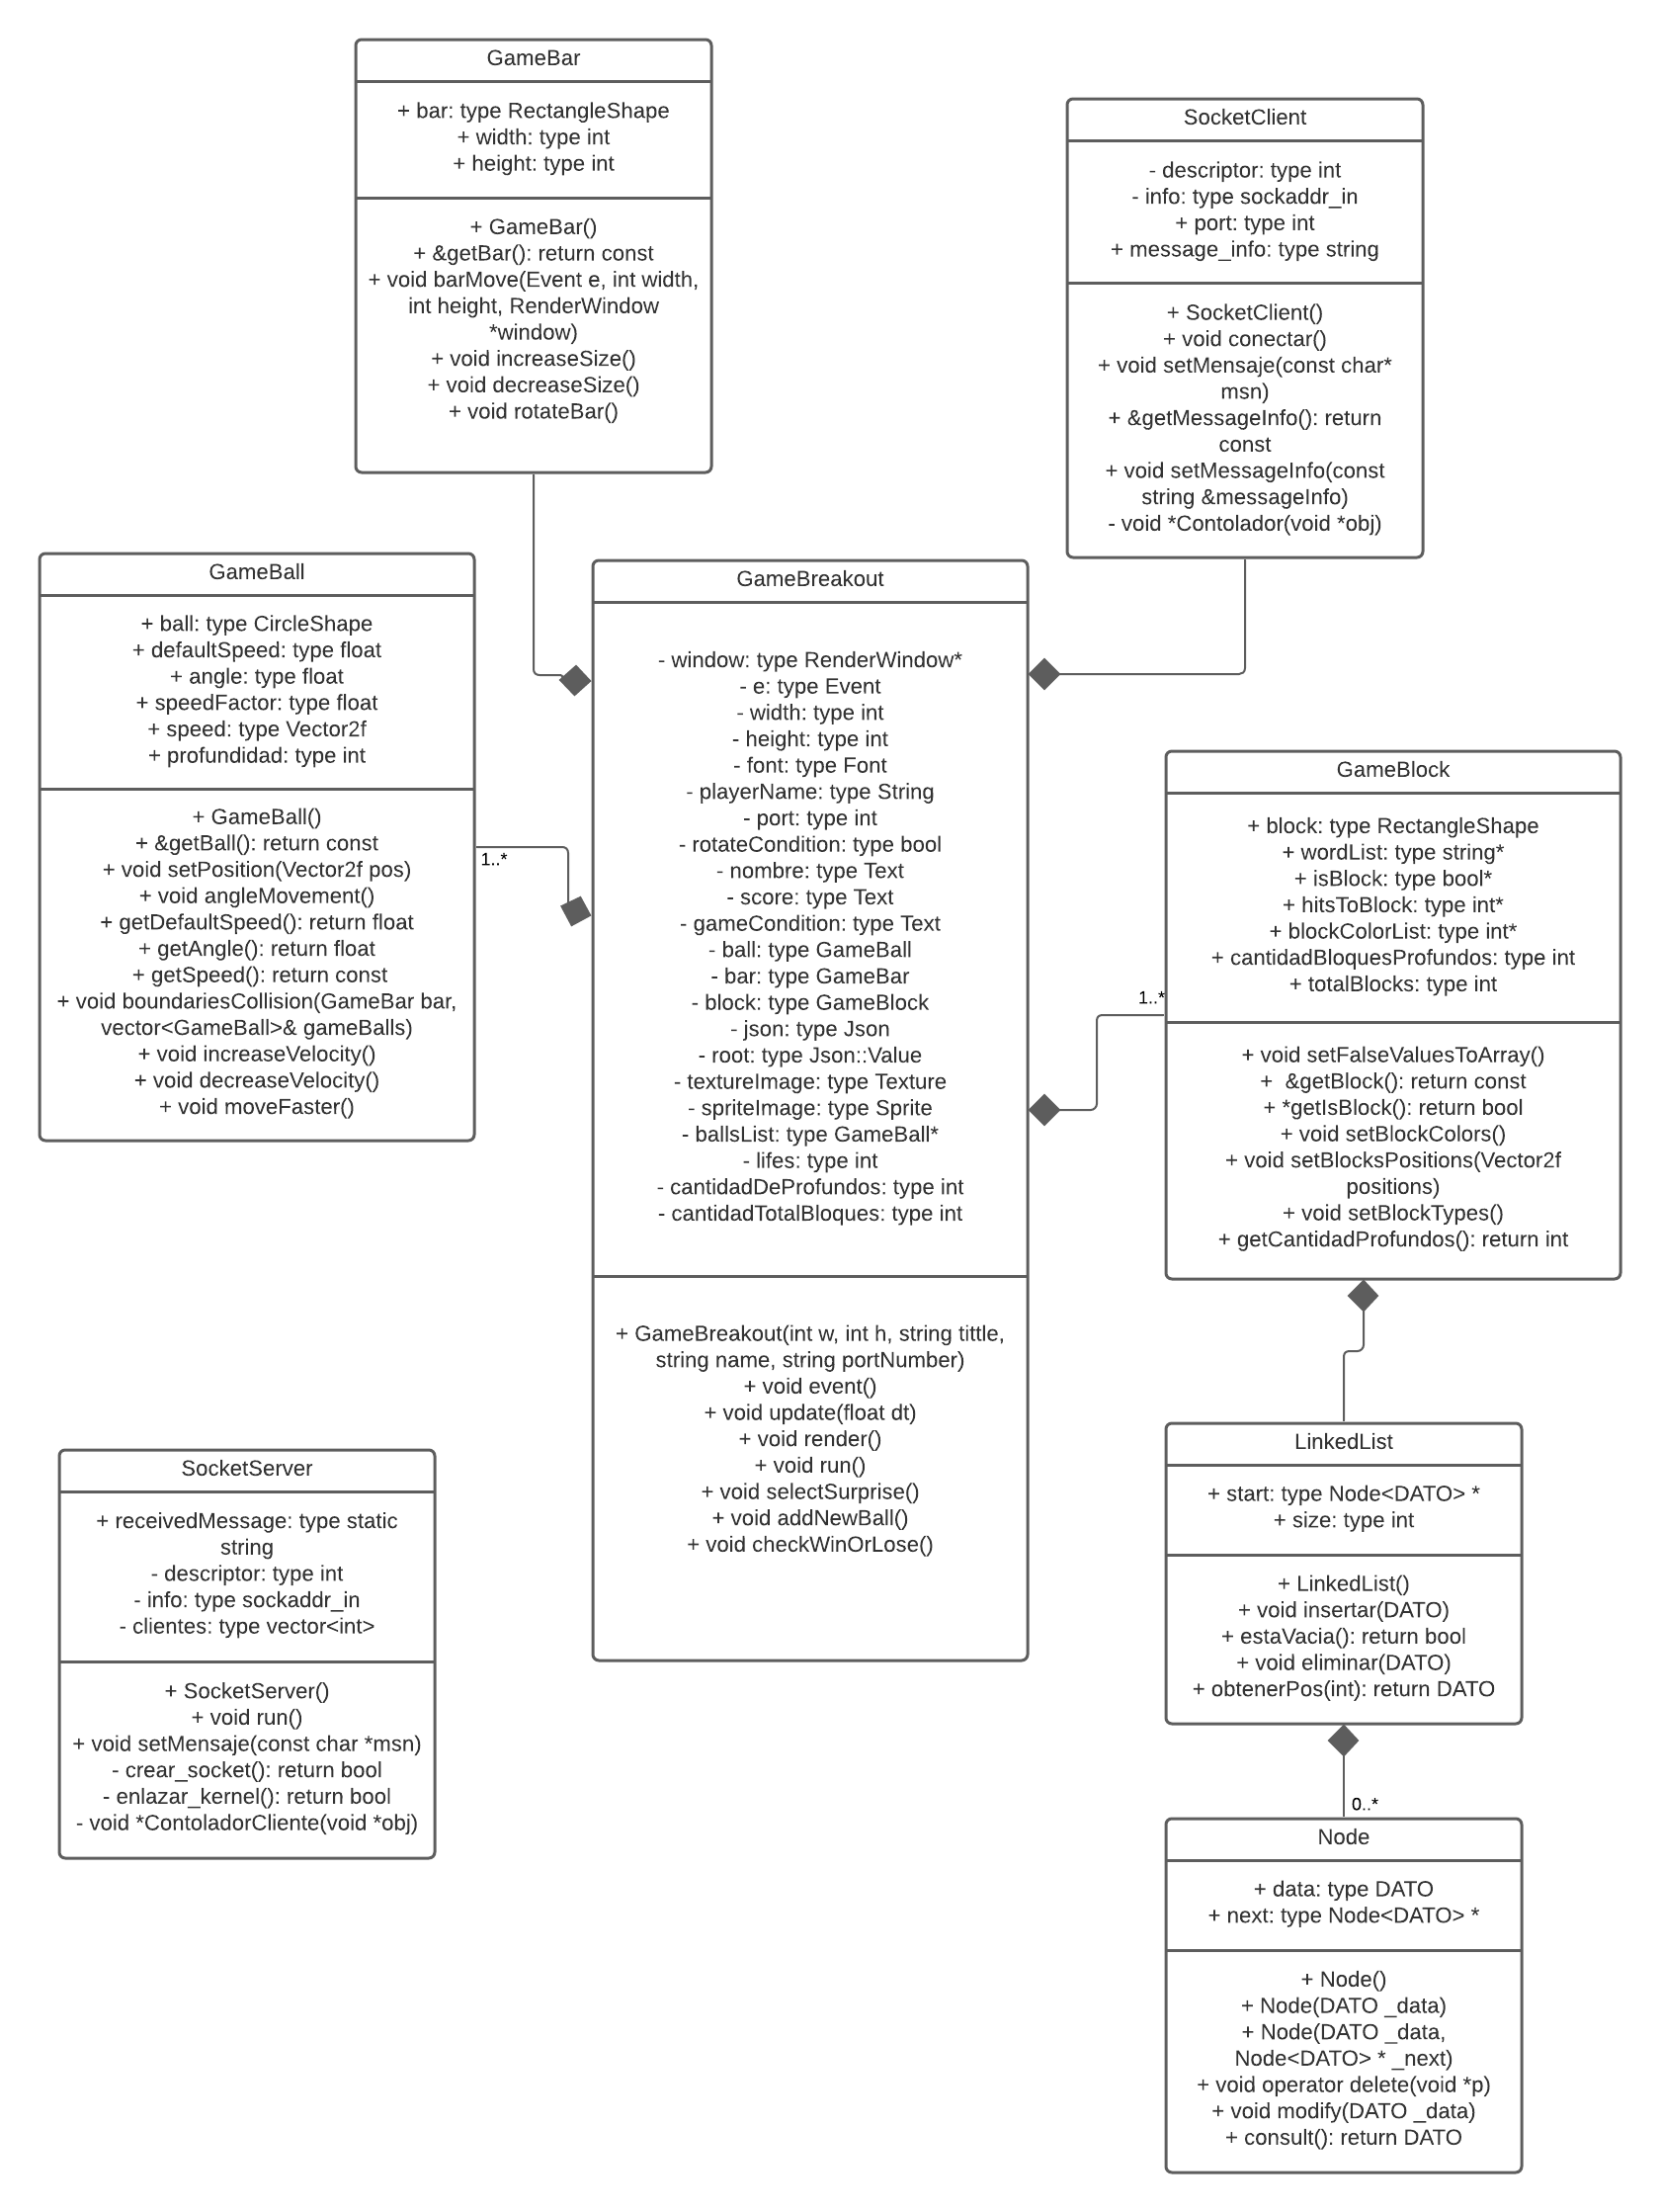 GameBar
+ bar: type RectangleShape
+ width: type int
+ height: type int
+ GameBar()
+ &getBar(): return const
+ void barMove(Event e, int width,
int height, RenderWindow
*window)
+ void increaseSize()
+ void decreaseSize()
+ void rotateBar()
SocketClient
- descriptor: type int
- info: type sockaddr_in
+ port: type int
+ message_info: type string
+ SocketClient()
+ void conectar()
+ void setMensaje(const char*
msn)
+ &getMessageInfo(): return
const
+ void setMessageInfo(const
string &messageInfo)
- void *Contolador(void *obj)
GameBall
+ ball: type CircleShape
+ defaultSpeed: type float
+ angle: type float
+ speedFactor: type float
+ speed: type Vector2f
+ profundidad: type int
+ GameBall()
+ &getBall(): return const
+ void setPosition(Vector2f pos)
+ void angleMovement()
+ getDefaultSpeed(): return float
+ getAngle(): return float
+ getSpeed(): return const
+ void boundariesCollision(GameBar bar,
vector<GameBall>& gameBalls)
+ void increaseVelocity()
+ void decreaseVelocity()
+ void moveFaster()
1..*
GameBreakout
- window: type RenderWindow*
- e: type Event
- width: type int
- height: type int
- font: type Font
- playerName: type String
- port: type int
- rotateCondition: type bool
- nombre: type Text
- score: type Text
- gameCondition: type Text
- ball: type GameBall
- bar: type GameBar
- block: type GameBlock
- json: type Json
- root: type Json::Value
- textureImage: type Texture
- spriteImage: type Sprite
- ballsList: type GameBall*
- lifes: type int
- cantidadDeProfundos: type int
- cantidadTotalBloques: type int
+ GameBreakout(int w, int h, string tittle,
string name, string portNumber)
+ void event()
+ void update(float dt)
+ void render()
+ void run()
+ void selectSurprise()
+ void addNewBall()
+ void checkWinOrLose()
1..*
GameBlock
+ block: type RectangleShape
+ wordList: type string*
+ isBlock: type bool*
+ hitsToBlock: type int*
+ blockColorList: type int*
+ cantidadBloquesProfundos: type int
+ totalBlocks: type int
+ void setFalseValuesToArray()
+  &getBlock(): return const
+ *getIsBlock(): return bool
+ void setBlockColors()
+ void setBlocksPositions(Vector2f
positions)
+ void setBlockTypes()
+ getCantidadProfundos(): return int
SocketServer
+ receivedMessage: type static
string
- descriptor: type int
- info: type sockaddr_in
- clientes: type vector<int>
+ SocketServer()
+ void run()
+ void setMensaje(const char *msn)
- crear_socket(): return bool
- enlazar_kernel(): return bool
- void *ContoladorCliente(void *obj)
LinkedList
+ start: type Node<DATO> *
+ size: type int
+ LinkedList()
+ void insertar(DATO)
+ estaVacia(): return bool
+ void eliminar(DATO)
+ obtenerPos(int): return DATO
0..*
Node
+ data: type DATO
+ next: type Node<DATO> *
+ Node()
+ Node(DATO _data)
+ Node(DATO _data,
Node<DATO> * _next)
+ void operator delete(void *p)
+ void modify(DATO _data)
+ consult(): return DATO